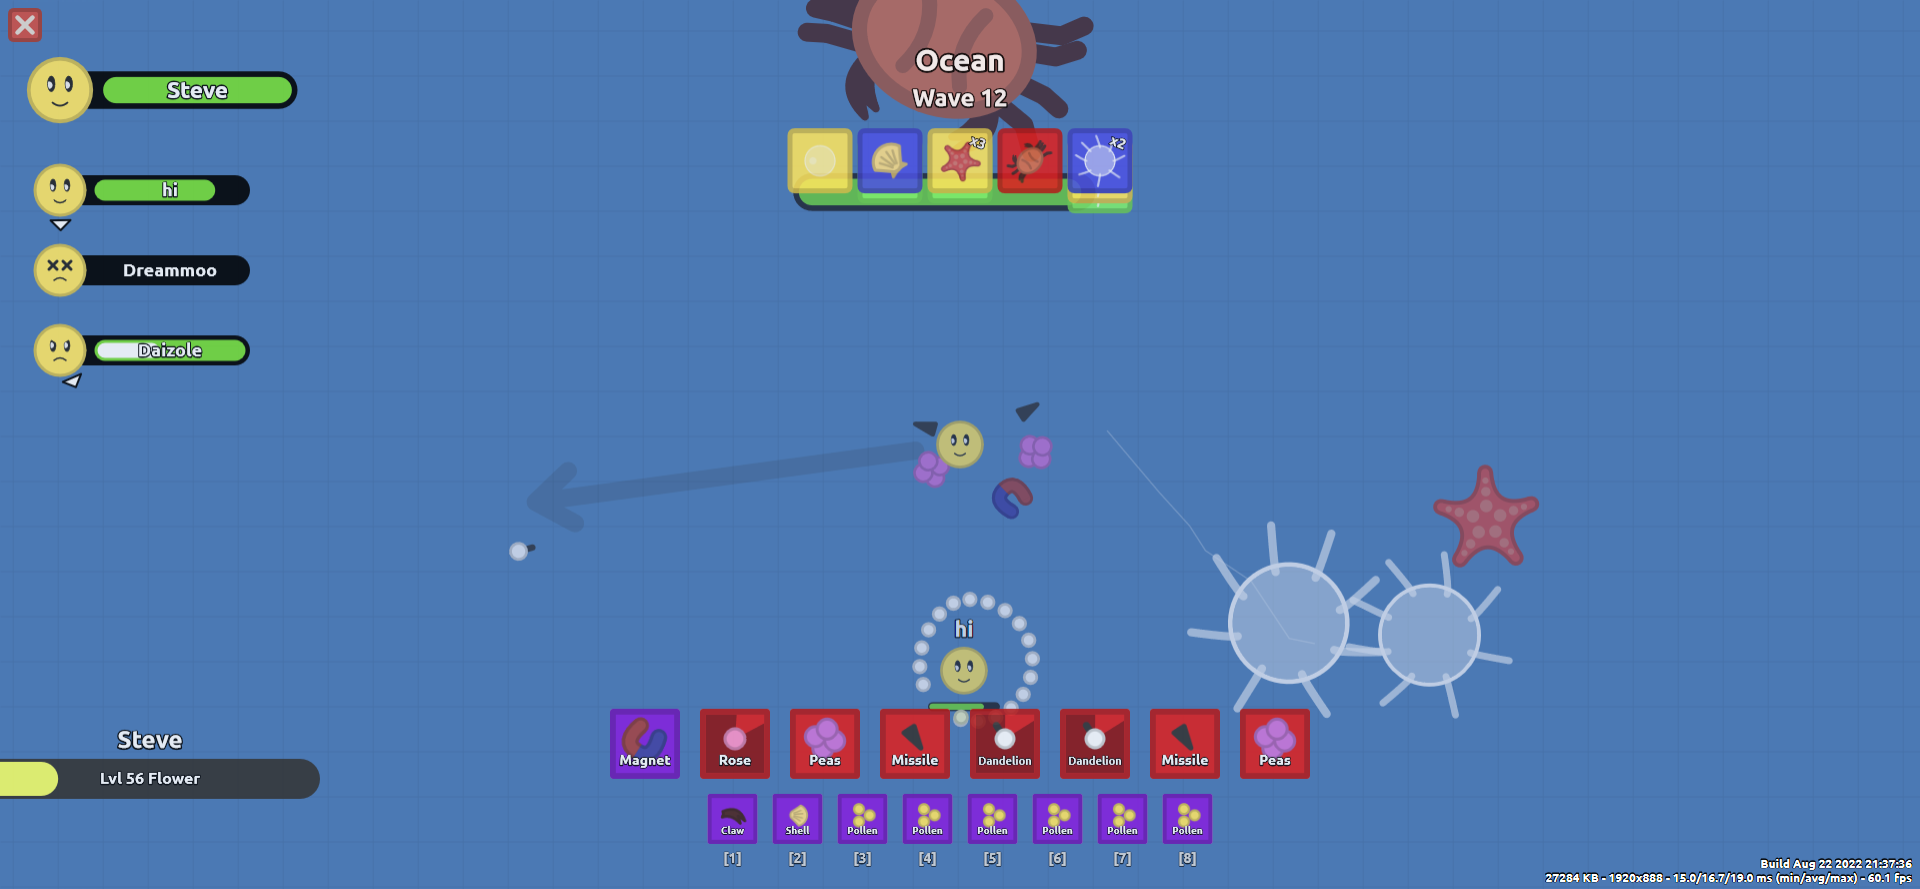 Ocean
Wave 12
Steve
hi
Dreammoo
Daizole
x3
x2
hi
Steve
Lvl 56 Flower
Magnet
Rose
Peas
Missile
Dandelion
Dandelion
Missile
Peas
Claw
Shell
Pollen
Pollen
Pollen
Pollen
Pollen
Pollen
[1]
[2]
[3]
[4]
[5]
[6]
[7]
[8]
Build Aug 22 2022 21:37:36
27284 KB - 1920x888 - 15.0/16.7/19.0 ms (min/avg/max) - 60.1 fps